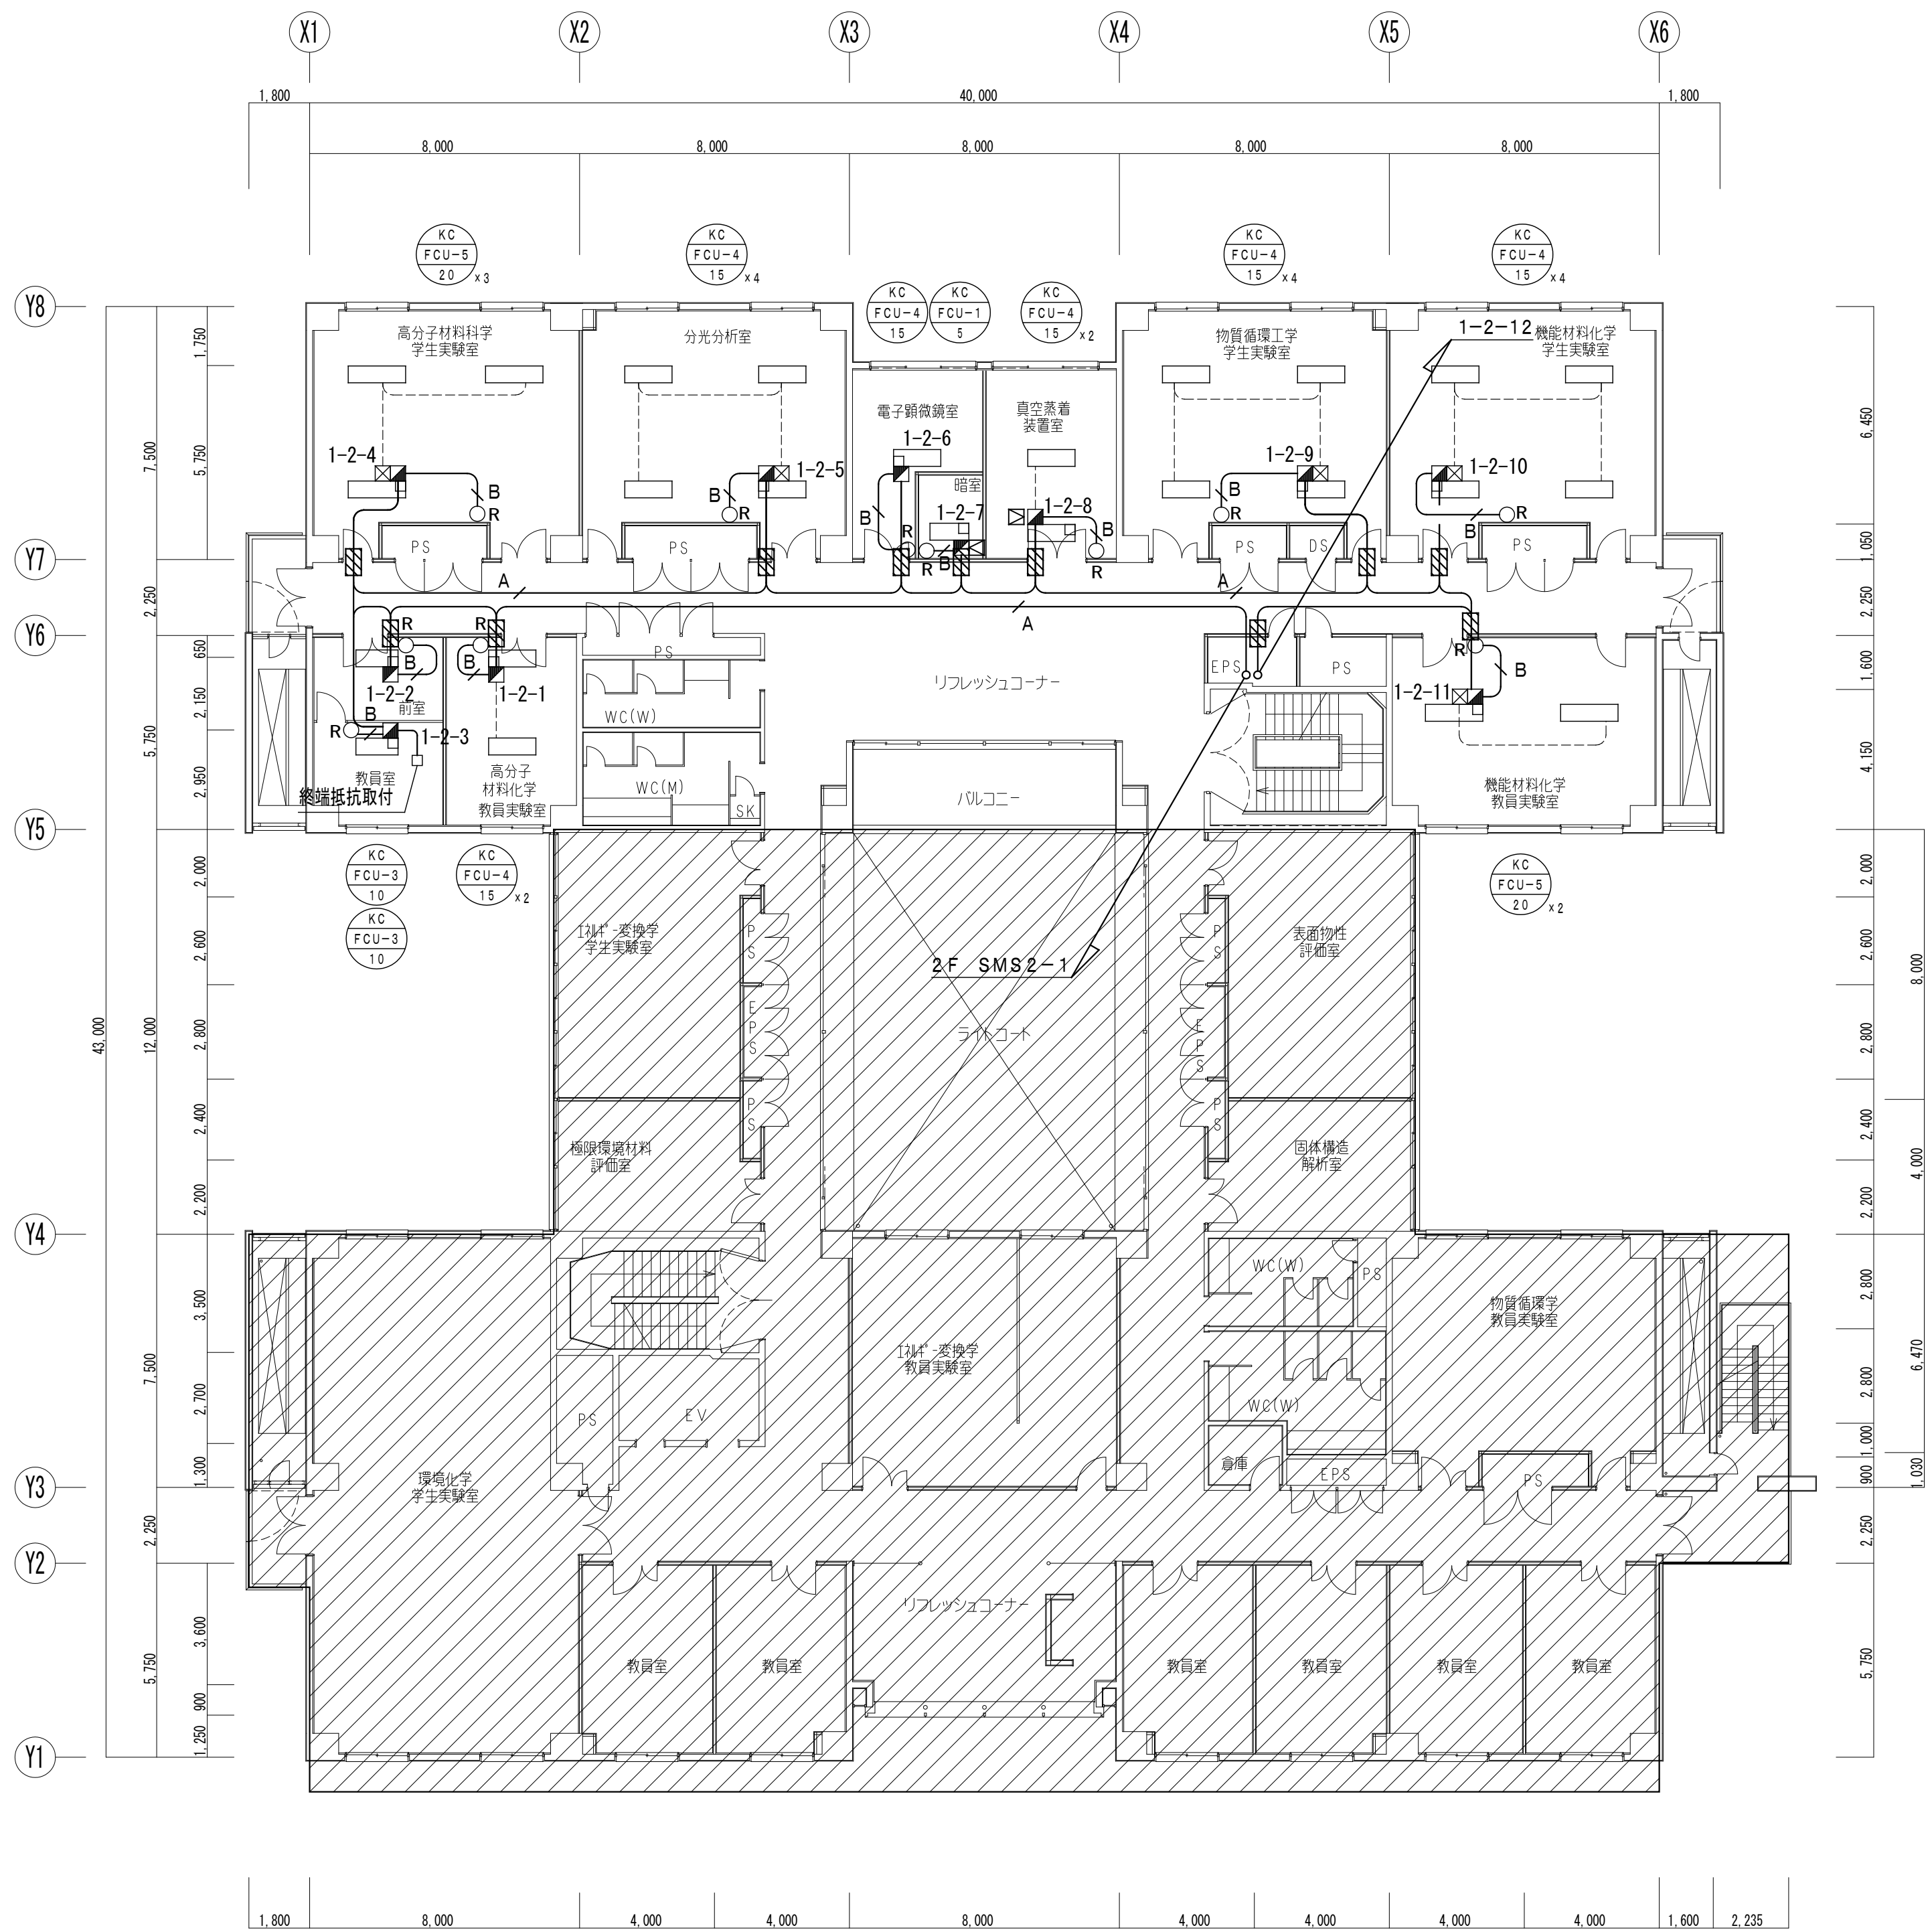 X1
X2
X3
X4
X5
X6
1,800
40,000
1,800
8,000
8,000
8,000
8,000
8,000
KC
FCU-5
20
x3
KC
FCU-4
15
x4
KC
FCU-4
15
KC
FCU-1
5
KC
FCU-4
15
x2
KC
FCU-4
15
x4
KC
FCU-4
15
x4
Y8
Y7
Y6
Y5
Y4
Y3
Y2
Y1
43,000
7,500
2,250
5,750
12,000
7,500
2,250
5,750
1,750
5,750
650
2,150
2,950
2,000
2,600
2,800
2,400
2,200
3,500
2,700
1,300
3,600
900
1,250
高分子材料科学
学生実験室
分光分析室
電子顕微鏡室
真空蒸着
装置室
物質循環工学
学生実験室
1-2-12
機能材料化学
学生実験室
1-2-4
1-2-5
1-2-6
暗室
1-2-7
1-2-8
1-2-9
1-2-10
B
R
B
R
B
R
R
B
B
R
B
R
B
R
PS
PS
PS
DS
PS
A
A
A
R
R
B
B
1-2-2
前室
1-2-1
R
B
1-2-3
教員室
終端抵抗取付
高分子
材料化学
教員実験室
PS
WC(W)
WC(M)
SK
リフレッシュコーナー
バルコニー
EPS
PS
R
B
1-2-11
機能材料化学
教員実験室
KC
FCU-3
10
KC
FCU-3
10
KC
FCU-4
15
x2
KC
FCU-5
20
x2
エネルギ-変換学
学生実験室
PS
EPS
PS
2F SMS2-1
ライトコート
PS
EPS
PS
表面物性
評価室
極限環境材料
評価室
固体構造
解析室
環境化学
学生実験室
PS
EV
エネルギ-変換学
教員実験室
WC(W)
PS
WC(W)
倉庫
EPS
物質循環学
教員実験室
PS
リフレッシュコーナー
教員室
教員室
教員室
教員室
教員室
教員室
6,450
1,050
2,250
1,600
4,150
2,000
2,600
2,800
2,400
2,200
2,800
2,800
1,000
900
2,250
5,750
8,000
4,000
6,470
1,030
1,800
8,000
4,000
4,000
8,000
4,000
4,000
4,000
4,000
1,600
2,235